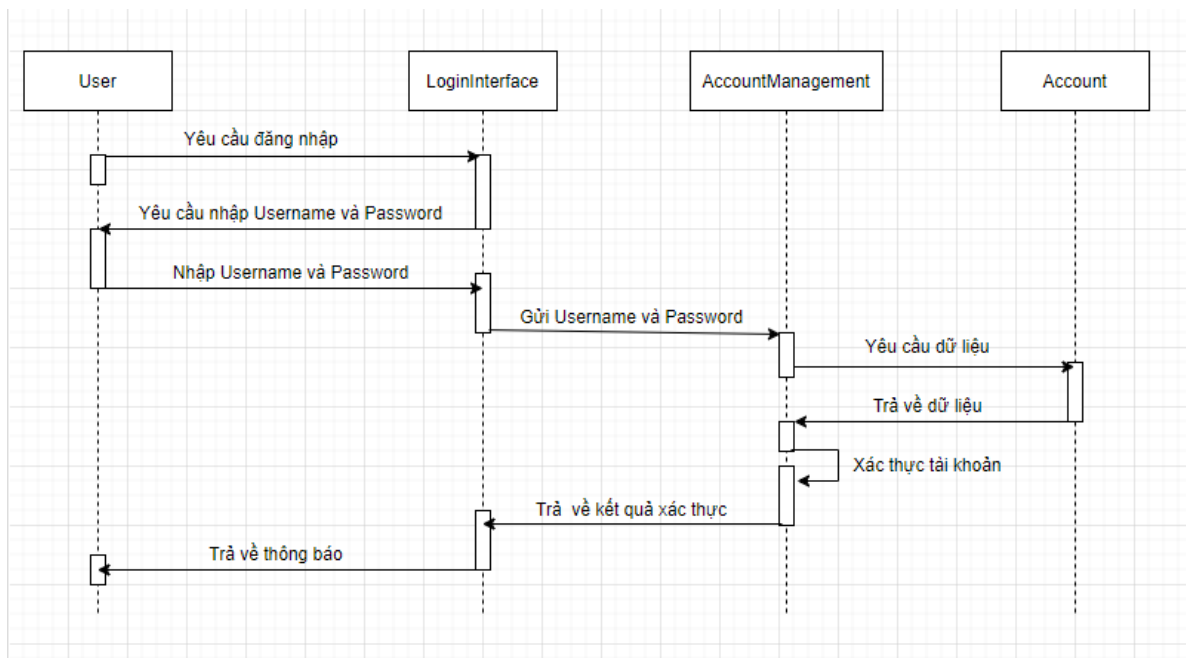 User
LoginInterface
AccountManagement
Account
Yêu cầu đăng nhập
Yêu cầu nhập Username và Password
Nhập Username và Password
Gửi Username và Password
Yêu cầu dữ liệu
Trả về dữ liệu
Xác thực tài khoản
Trả về kết quả xác thực
Trả về thông báo